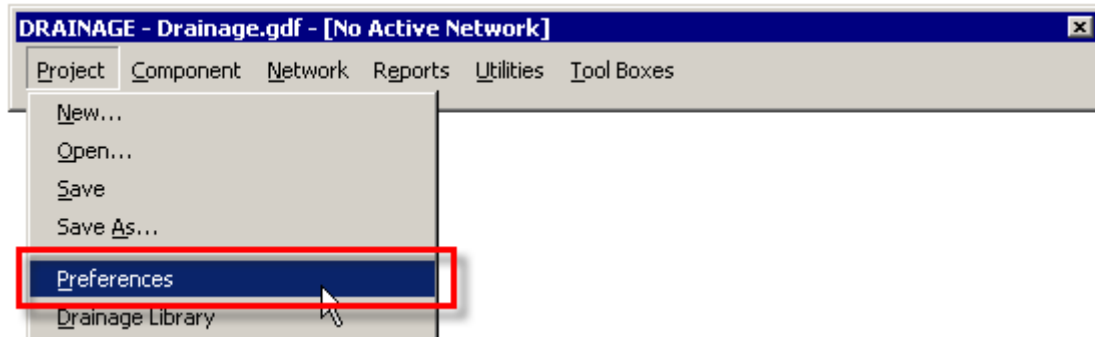 DRAINAGE - Drainage.gdf - [No Active Network]
Project Component Network Reports Utilities Tool Boxes
New...
Open...
Save
Save As...
Preferences
Drainage Library